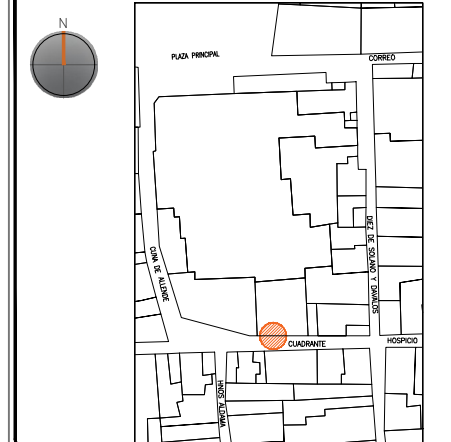 N
PLAZA PRINCIPAL
CORREO
CUNA DE ALLENDE
DIEZ DE SOLANO Y DAVALOS
CUADRANTE
HOSPICIO
HNOS ALDAMA